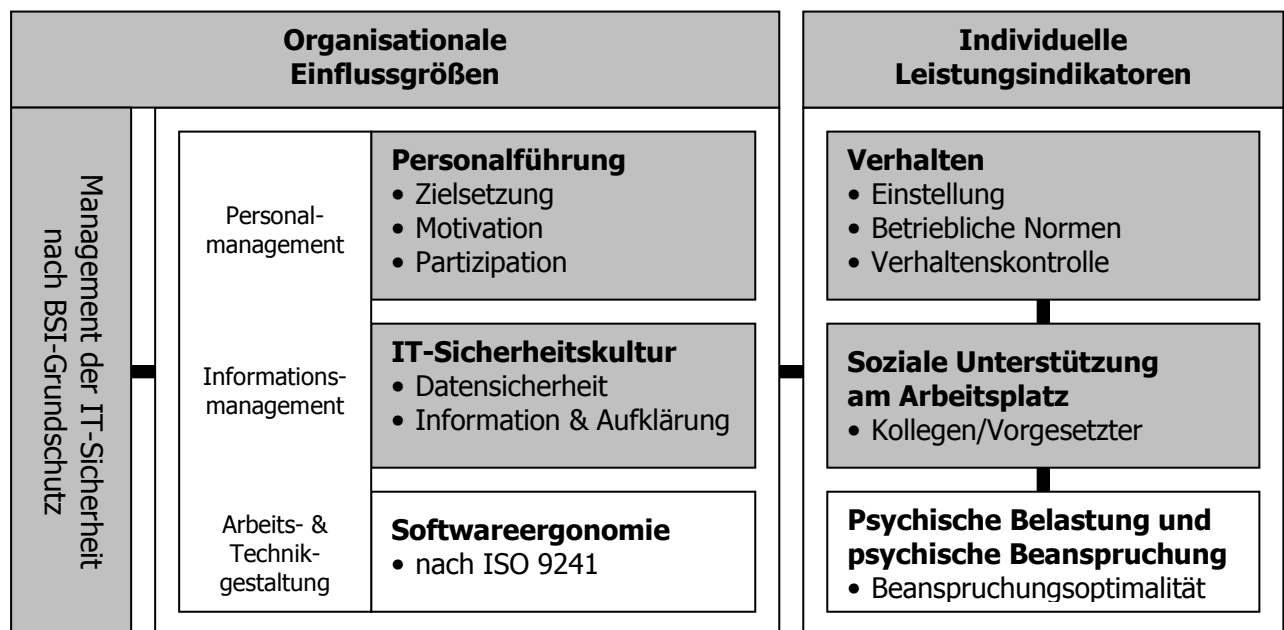 Organisationale
Einflussgrößen
Individuelle
Leistungsindikatoren
Management der IT-Sicherheit
nach BSI-Grundschutz
Personal-
management
Personalführung
• Zielsetzung
• Motivation
• Partizipation
Informations-
management
IT-Sicherheitskultur
• Datensicherheit
• Information & Aufklärung
Arbeits- &
Technik-
gestaltung
Softwareergonomie
• nach ISO 9241
Verhalten
• Einstellung
• Betriebliche Normen
• Verhaltenskontrolle
Soziale Unterstützung
am Arbeitsplatz
• Kollegen/Vorgesetzter
Psychische Belastung und
psychische Beanspruchung
• Beanspruchungsoptimalität